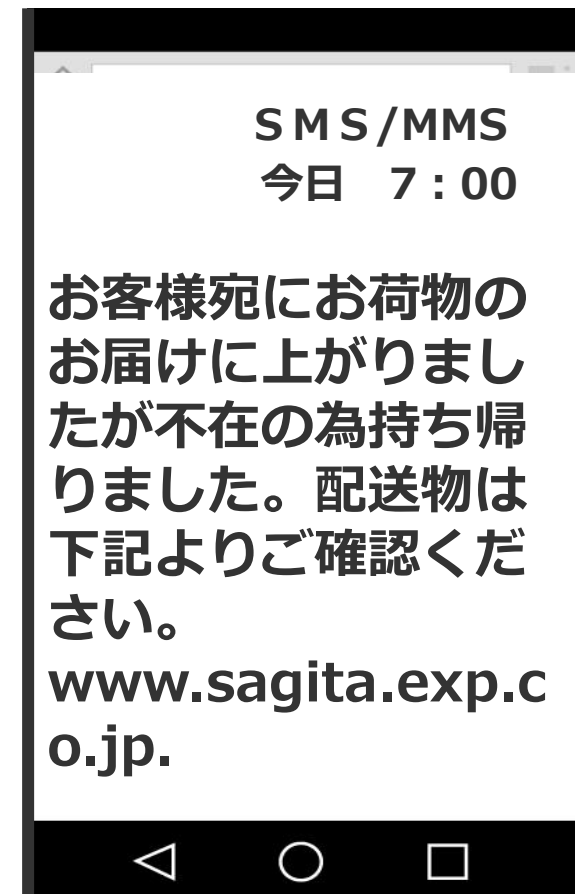 ＳＭＳ/MMS
今日　7：00
お客様宛にお荷物の
お届けに上がりまし
たが不在の為持ち帰
りました。配送物は
下記よりご確認くだ
さい。
www.sagita.exp.c
o.jp.